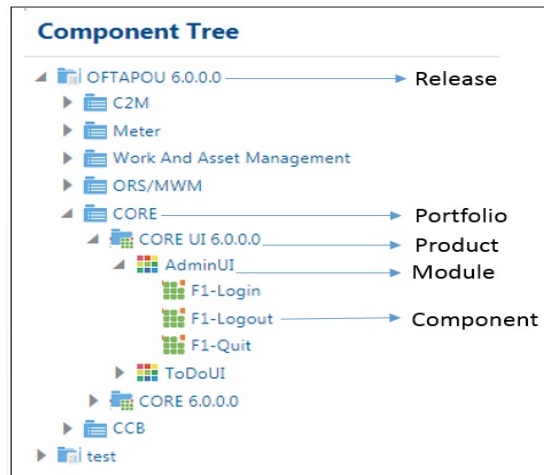 Component Tree
OFTAPOU 6.0.0.0 Release
C2M
Meter
Work And Asset Management
ORS/MWM
CORE Portfolio
CORE UI 6.0.0.0 Product
AdminUI Module
F1-Login
F1-Logout Component
F1-Quit
ToDoUI
CORE 6.0.0.0
CCB
test